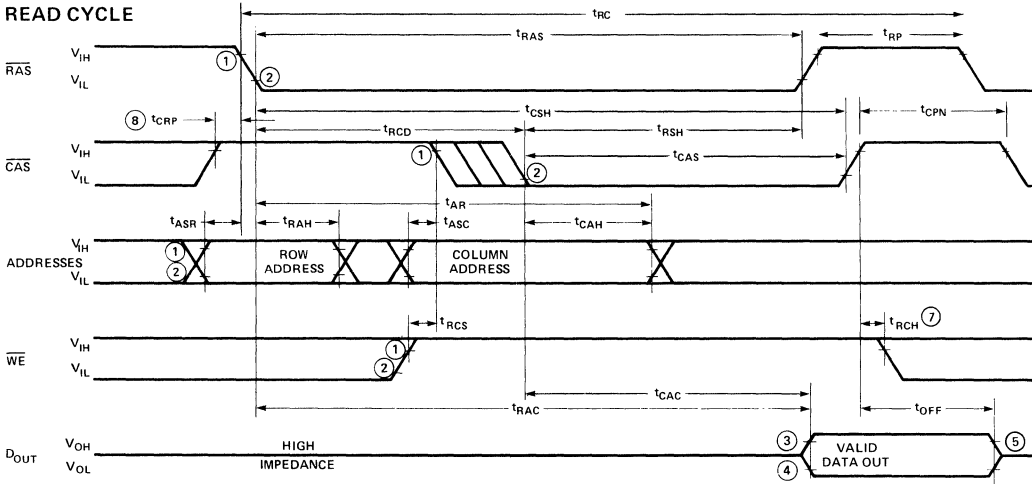 READ CYCLE
tRC
tRAS
tRP
RAS
VIH
VIL
①
②
tCSH
tCPN
⑧ tCRP
tRCD
tRSH
CAS
VIH
VIL
①
②
tCAS
tAR
tASR
tRAH
tASC
tCAH
ADDRESSES
VIH
VIL
①
②
ROW
ADDRESS
COLUMN
ADDRESS
tRCS
tRCH ⑦
WE
VIH
VIL
①
②
tCAC
tRAC
tOFF
DOUT
VOH
VOL
HIGH
IMPEDANCE
③
④
VALID
DATA OUT
⑤